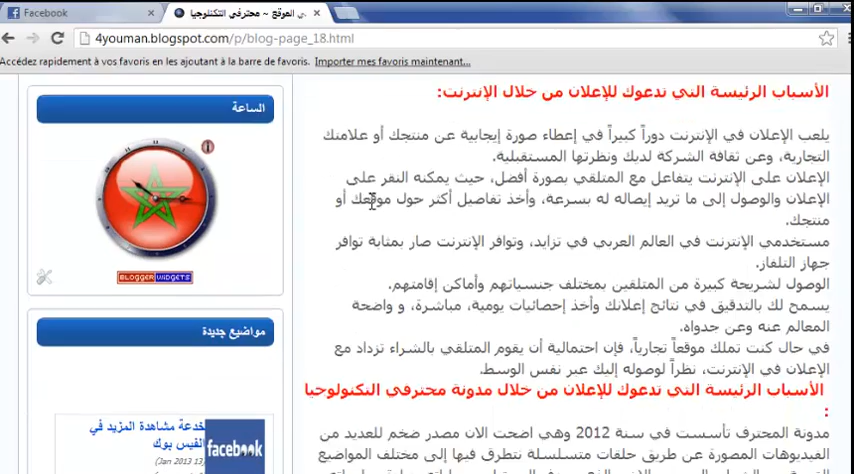 Facebook
ـي الموقع ~ محترفي التكنلوجيا
4youman.blogspot.com/p/blog-page_18.html
Accédez rapidement à vos favoris en les ajoutant à la barre de favoris. Importer mes favoris maintenant...
الساعة
BLOGGER WIDGETS
مواضيع جديدة
خدعة مشاهدة المزيد في
الفيس بوك
facebook
(Jan 2013 13)
الأسباب الرئيسة التي تدعوك للإعلان من خلال الإنترنت:
يلعب الإعلان في الإنترنت دوراً كبيراً في إعطاء صورة إيجابية عن منتجك أو علامتك
التجارية، وعن ثقافة الشركة لديك ونظرتها المستقبلية.
الإعلان على الإنترنت يتفاعل مع المتلقي بصورة أفضل، حيث يمكنه النقر على
الإعلان والوصول إلى ما تريد إيصاله له بسرعة، وأخذ تفاصيل أكثر حول موقعك أو
منتجك.
مستخدمي الإنترنت في العالم العربي في تزايد، وتوافر الإنترنت صار بمثابة توافر
جهاز التلفاز.
الوصول لشريحة كبيرة من المتلقين بمختلف جنسياتهم وأماكن إقامتهم.
يسمح لك بالتدقيق في نتائج إعلانك وأخذ إحصائيات يومية، مباشرة، و واضحة
المعالم عنه وعن جدواه.
في حال كنت تملك موقعاً تجارياً، فإن احتمالية أن يقوم المتلقي بالشراء تزداد مع
الإعلان في الإنترنت، نظراً لوصوله إليك عبر نفس الوسط.
الأسباب الرئيسة التي تدعوك للإعلان من خلال مدونة محترفي التكنولوجيا
:
مدونة المحترف تأسست في سنة 2012 وهي اضحت الان مصدر ضخم للعديد من
الفيديوهات المصورة عن طريق حلقات متسلسلة نتطرق فيها إلى مختلف المواضيع